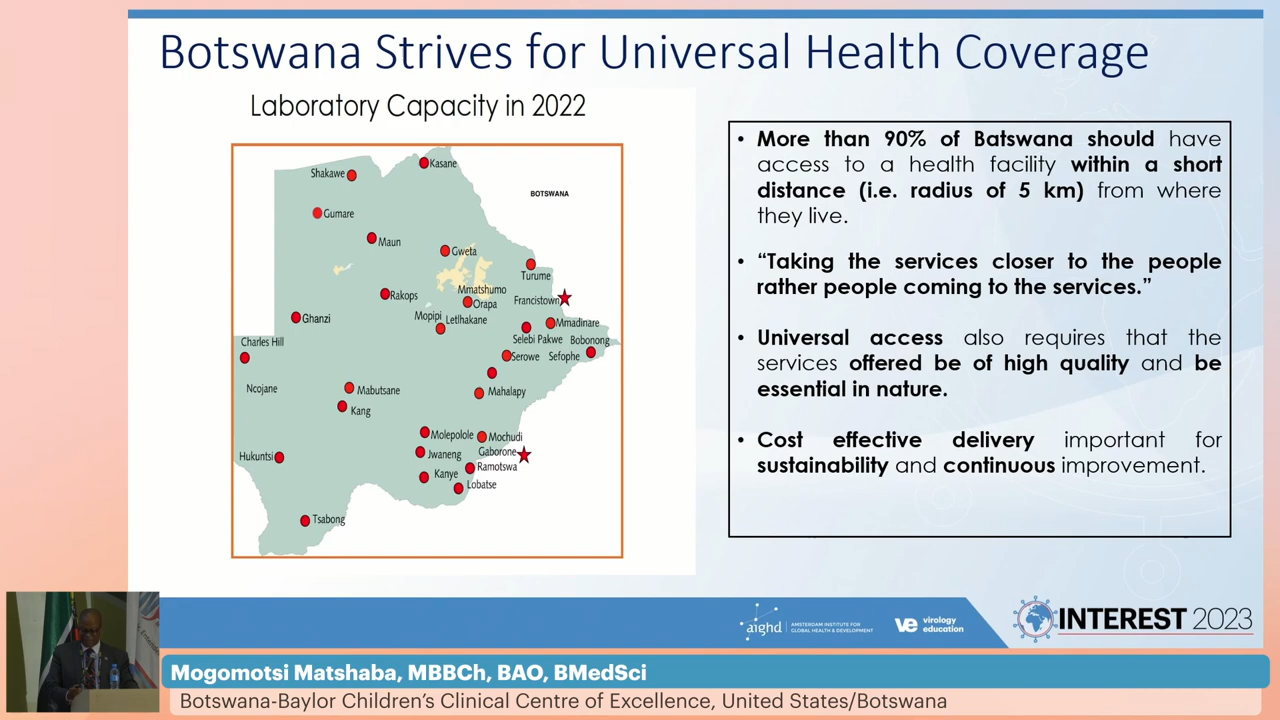 Botswana Strives for Universal Health Coverage
Laboratory Capacity in 2022
Kasane
Shakawe
BOTSWANA
Gumare
Maun
Gweta
Turume
Mmatshumo
Rakops
Francistown
Orapa
Mopipi
Letlhakane
Ghanzi
Mmadinare
Selebi Pakwe
Bobonong
Charles Hill
Serowe
Sefophe
Ncojane
Mabutsane
Mahalapy
Kang
Molepolole
Mochudi
Jwaneng
Gaborone
Hukuntsi
Ramotswa
Kanye
Lobatse
Tsabong
• More than 90% of Batswana should have
access to a health facility within a short
distance (i.e. radius of 5 km) from where
they live.
• “Taking the services closer to the people
rather people coming to the services.”
• Universal access also requires that the
services offered be of high quality and be
essential in nature.
• Cost effective delivery important for
sustainability and continuous improvement.
aighd
AMSTERDAM INSTITUTE FOR
GLOBAL HEALTH & DEVELOPMENT
ve virology
education
INTEREST 2023
Mogomotsi Matshaba, MBBCh, BAO, BMedSci
Botswana-Baylor Children’s Clinical Centre of Excellence, United States/Botswana